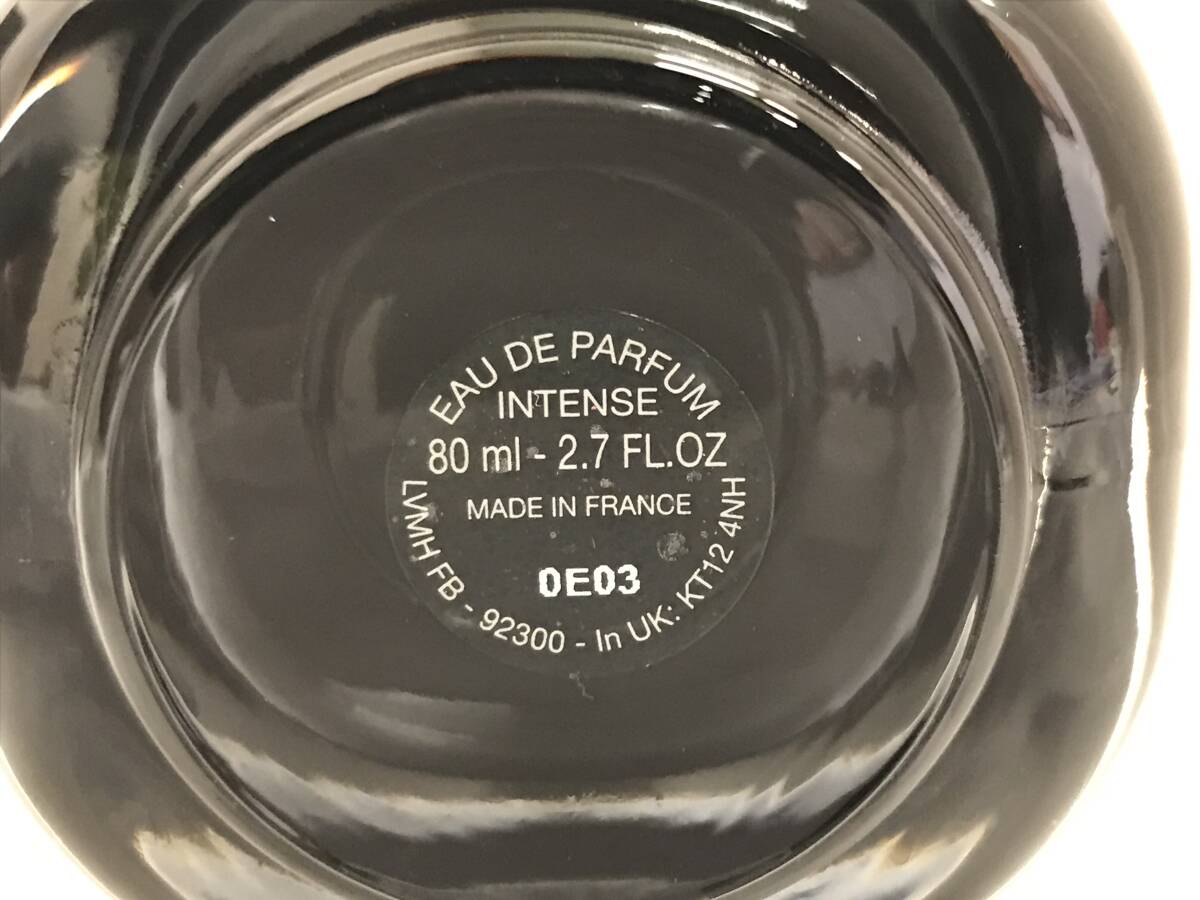 EAU DE PARFUM
INTENSE
80 ml - 2.7 FL.OZ
MADE IN FRANCE
0E03
LVMH FB - 92300 - In UK: KT12 4NH